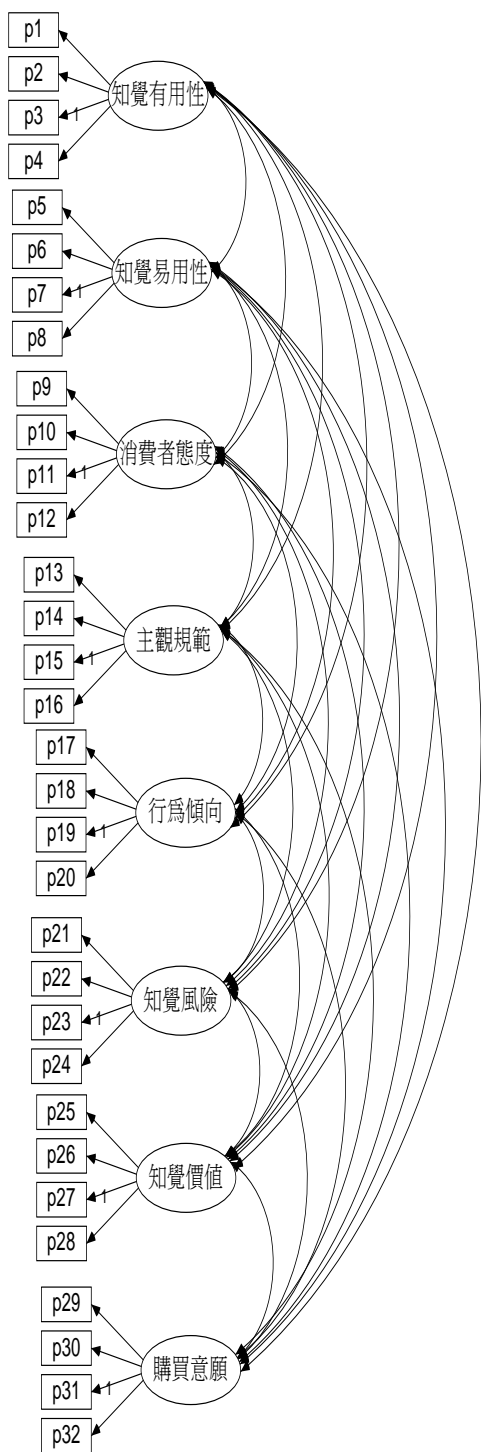 p1
p2
知覺有用性
p3
1
p4
p5
p6
知覺易用性
p7
1
p8
p9
p10
消費者態度
p11
1
p12
p13
p14
主觀規範
p15
1
p16
p17
p18
行爲傾向
p19
1
p20
p21
p22
知覺風險
p23
1
p24
p25
p26
知覺價值
p27
1
p28
p29
p30
購買意願
p31
1
p32